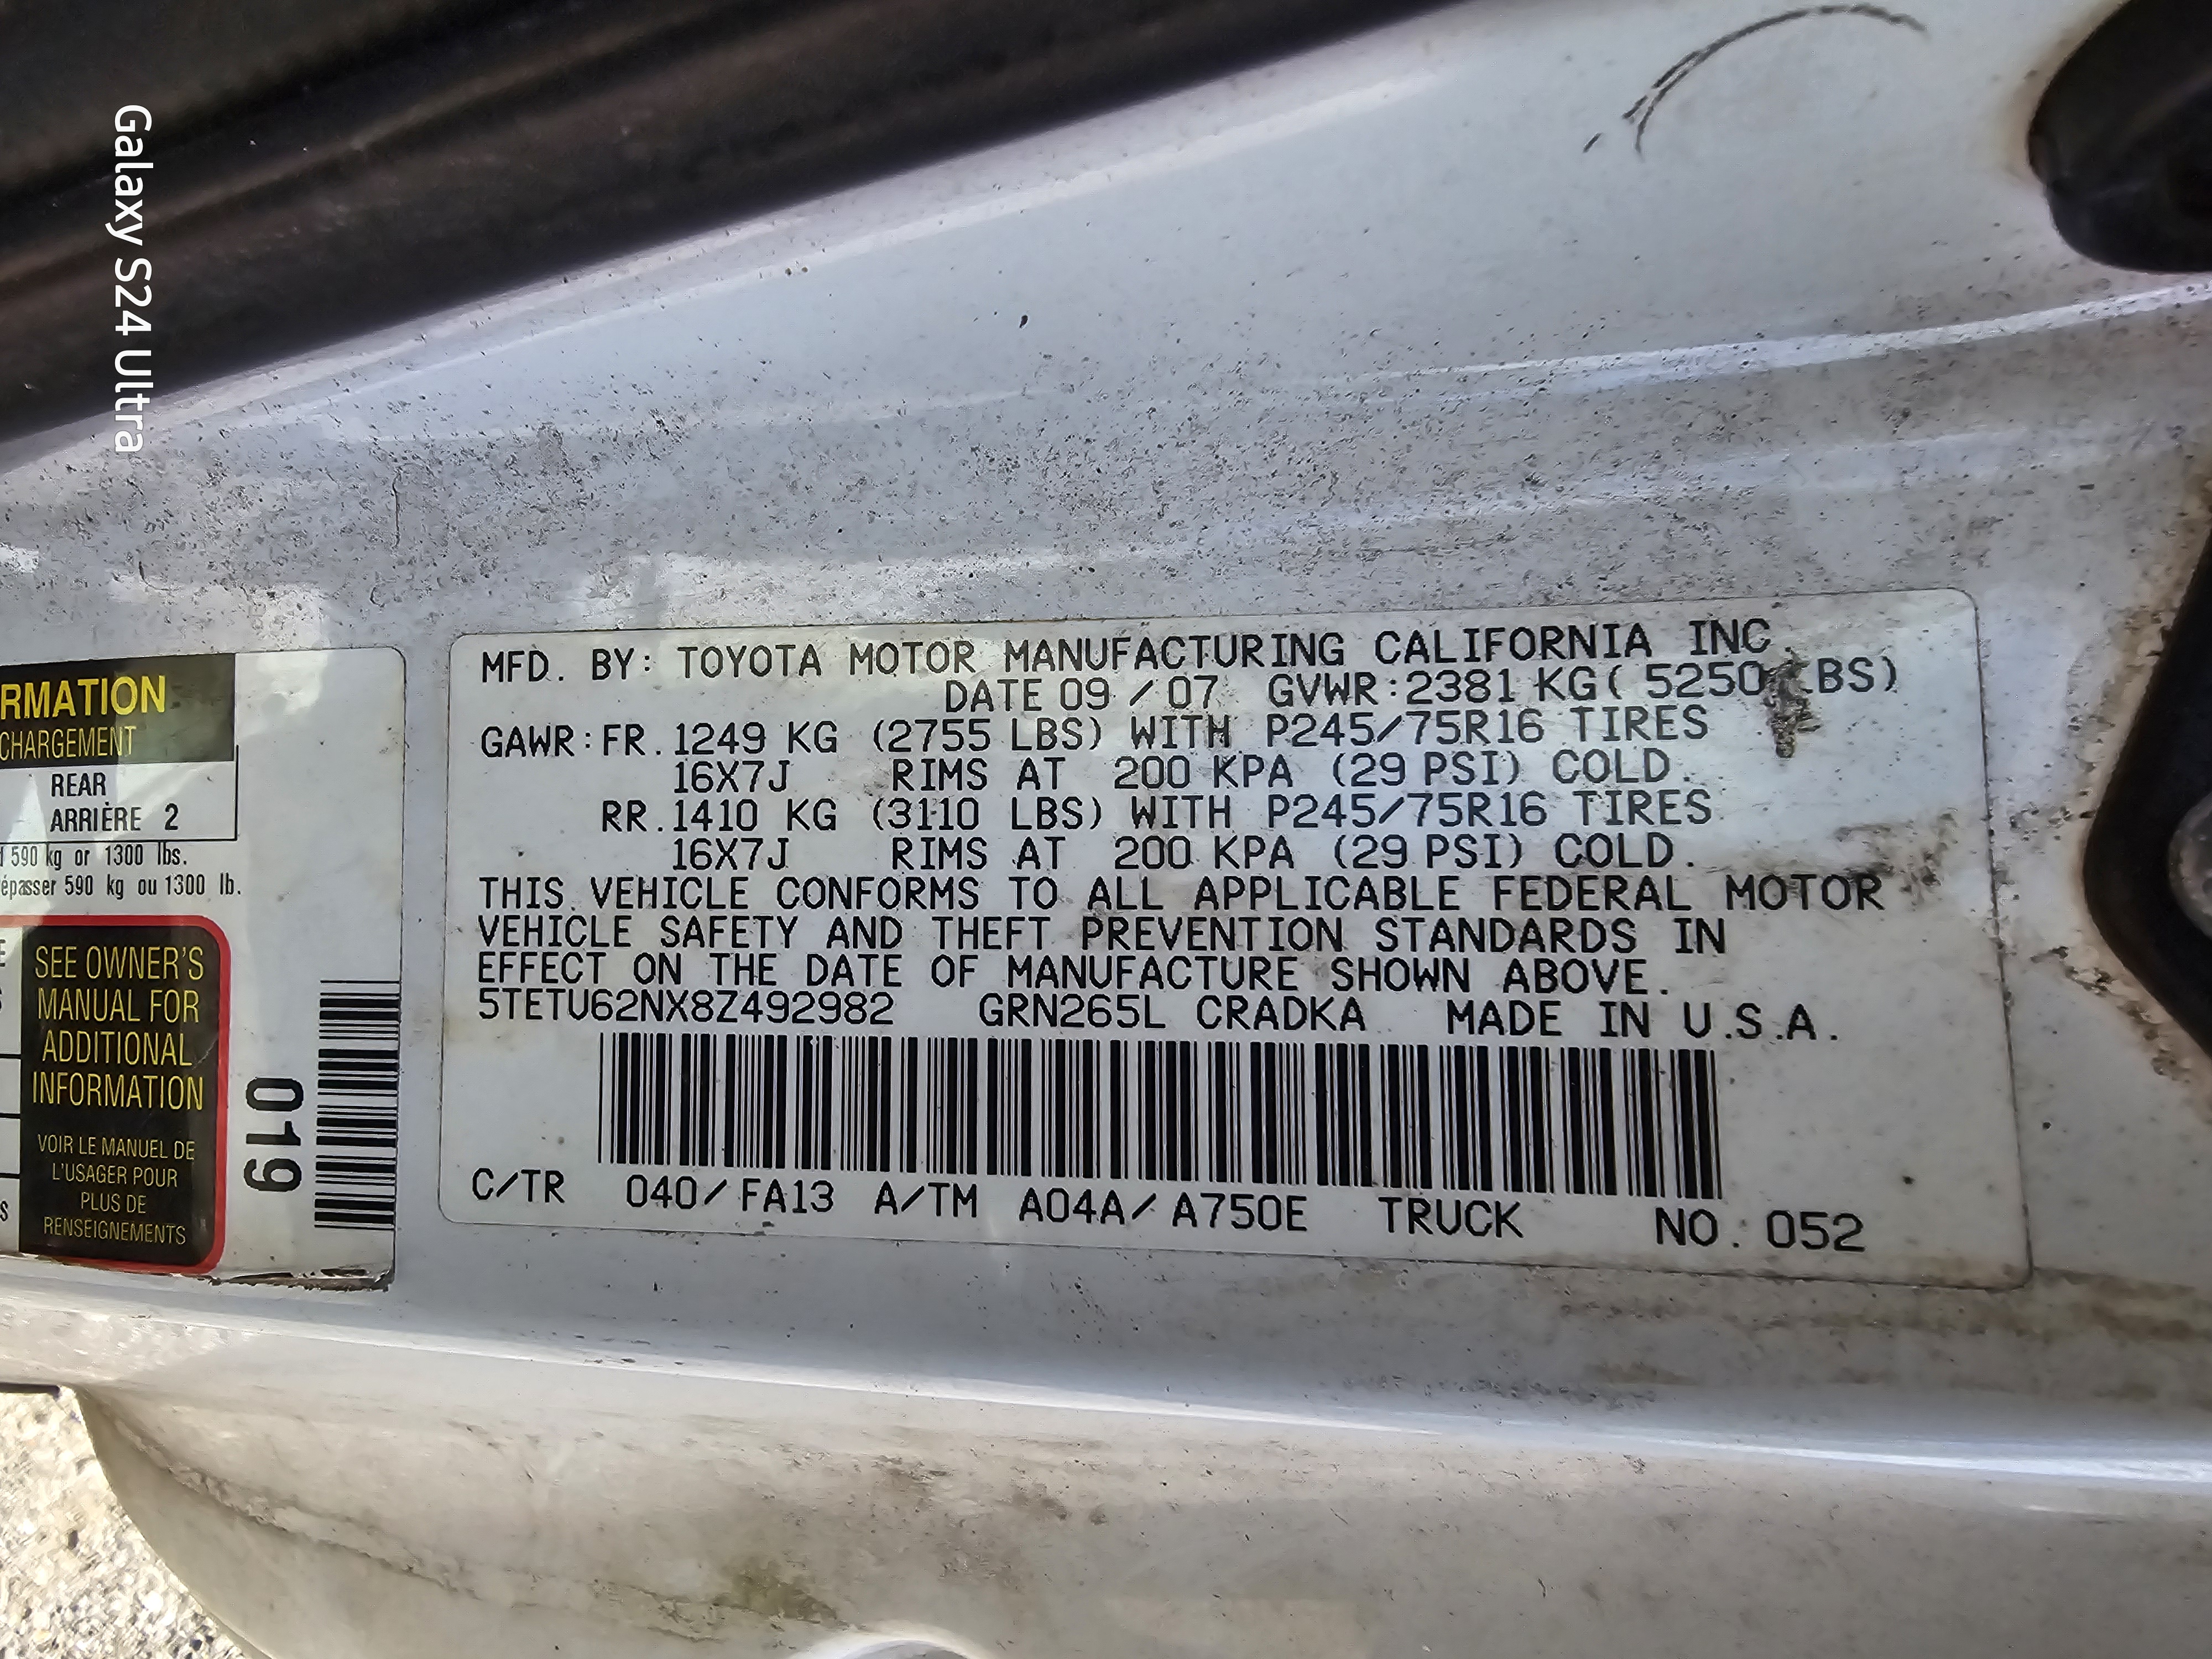 Galaxy S24 Ultra
RMATION
CHARGEMENT
REAR
ARRIÈRE 2
590 kg or 1300 lbs.
épasser 590 kg ou 1300 lb.
SEE OWNER'S
MANUAL FOR
ADDITIONAL
INFORMATION
VOIR LE MANUEL DE
L'USAGER POUR
PLUS DE
RENSEIGNEMENTS
019
MFD. BY: TOYOTA MOTOR MANUFACTURING CALIFORNIA INC.
DATE 09 / 07 GVWR:2381 KG( 5250 LBS)
GAWR:FR.1249 KG (2755 LBS) WITH P245/75R16 TIRES
16X7J RIMS AT 200 KPA (29 PSI) COLD.
RR.1410 KG (3110 LBS) WITH P245/75R16 TIRES
16X7J RIMS AT 200 KPA (29 PSI) COLD.
THIS VEHICLE CONFORMS TO ALL APPLICABLE FEDERAL MOTOR
VEHICLE SAFETY AND THEFT PREVENTION STANDARDS IN
EFFECT ON THE DATE OF MANUFACTURE SHOWN ABOVE.
5TETU62NX8Z492982 GRN265L CRADKA MADE IN U.S.A.
C/TR 040/FA13 A/TM A04A/A750E TRUCK NO. 052